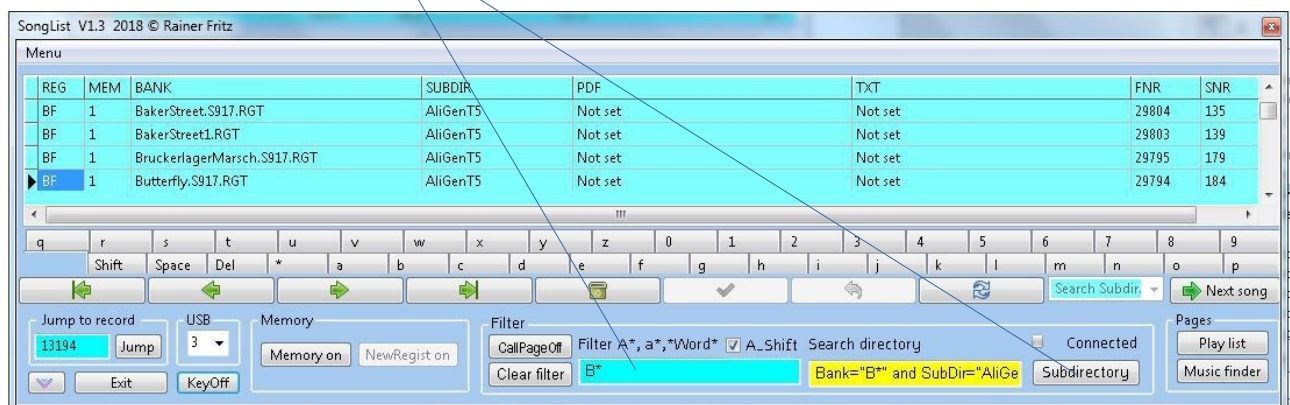 SongList V1.3 2018 © Rainer Fritz
Menu
REG MEM BANK SUBDIR PDF TXT FNR SNR
BF 1 BakerStreet.S917.RGT AliGenT5 Not set Not set 29804 135
BF 1 BakerStreet1.RGT AliGenT5 Not set Not set 29803 139
BF 1 BruckerlagerMarsch.S917.RGT AliGenT5 Not set Not set 29795 179
BF 1 Butterfly.S917.RGT AliGenT5 Not set Not set 29794 184
q r s t u v w x y z 0 1 2 3 4 5 6 7 8 9
Shift Space Del * a b c d e f g h i j k l m n o p
Search Subdir. Next song
Jump to record USB Memory Filter Pages
13194 Jump 3 Memory on NewRegist on CallPageOff Filter A*, a*,*Word* A_Shift Search directory Connected Play list
Exit KeyOff Clear filter B* Bank="B*" and SubDir="AliGe Subdirectory Music finder